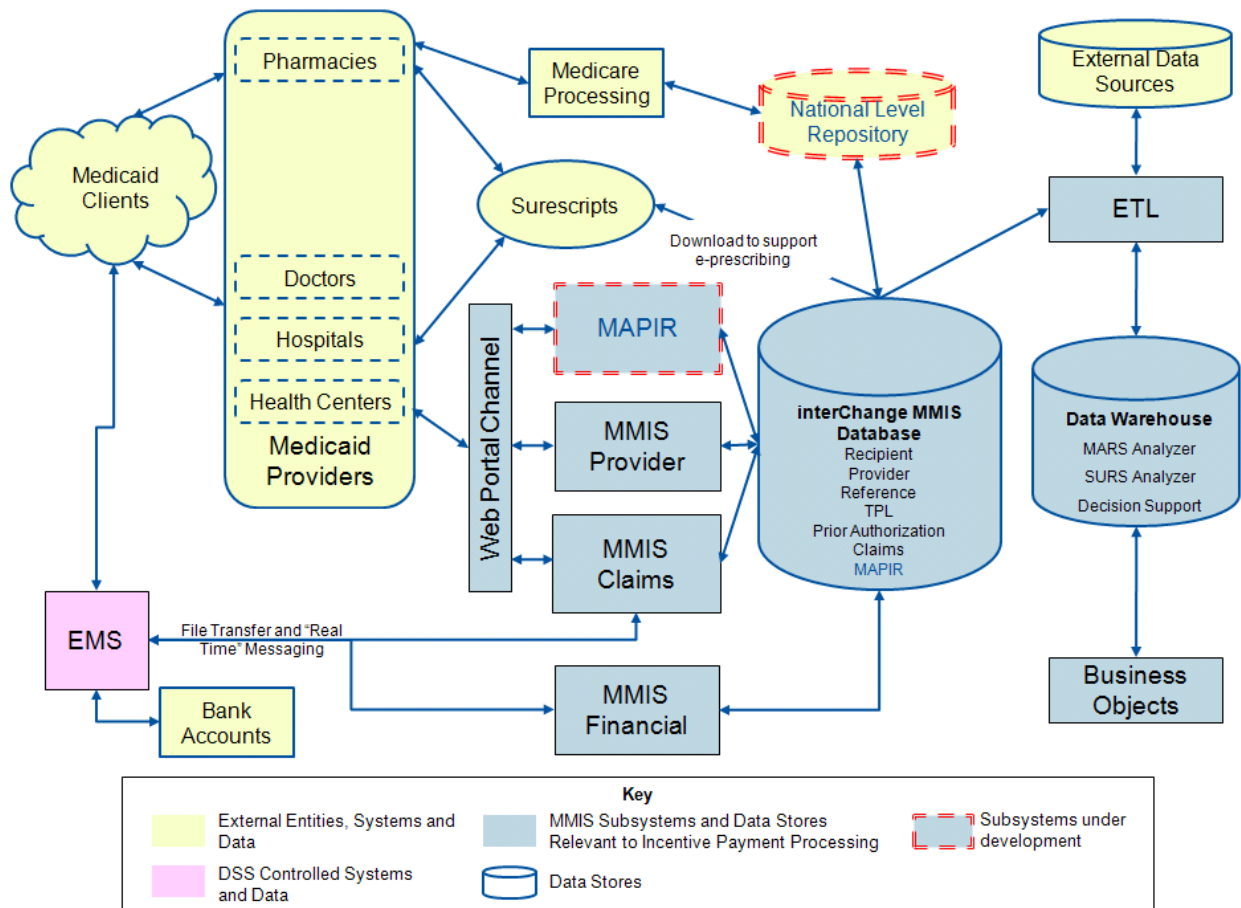 Pharmacies
Medicare
Processing
External Data
Sources
National Level
Repository
Medicaid
Clients
Surescripts
ETL
Download to support
e-prescribing
Doctors
Hospitals
Health Centers
Medicaid
Providers
Web Portal Channel
MAPIR
MMIS
Provider
MMIS
Claims
interChange MMIS
Database
Recipient
Provider
Reference
TPL
Prior Authorization
Claims
MAPIR
Data Warehouse
MARS Analyzer
SURS Analyzer
Decision Support
EMS
File Transfer and “Real
Time” Messaging
Bank
Accounts
MMIS
Financial
Business
Objects
Key
External Entities, Systems and
Data
MMIS Subsystems and Data Stores
Relevant to Incentive Payment Processing
Subsystems under
development
DSS Controlled Systems
and Data
Data Stores